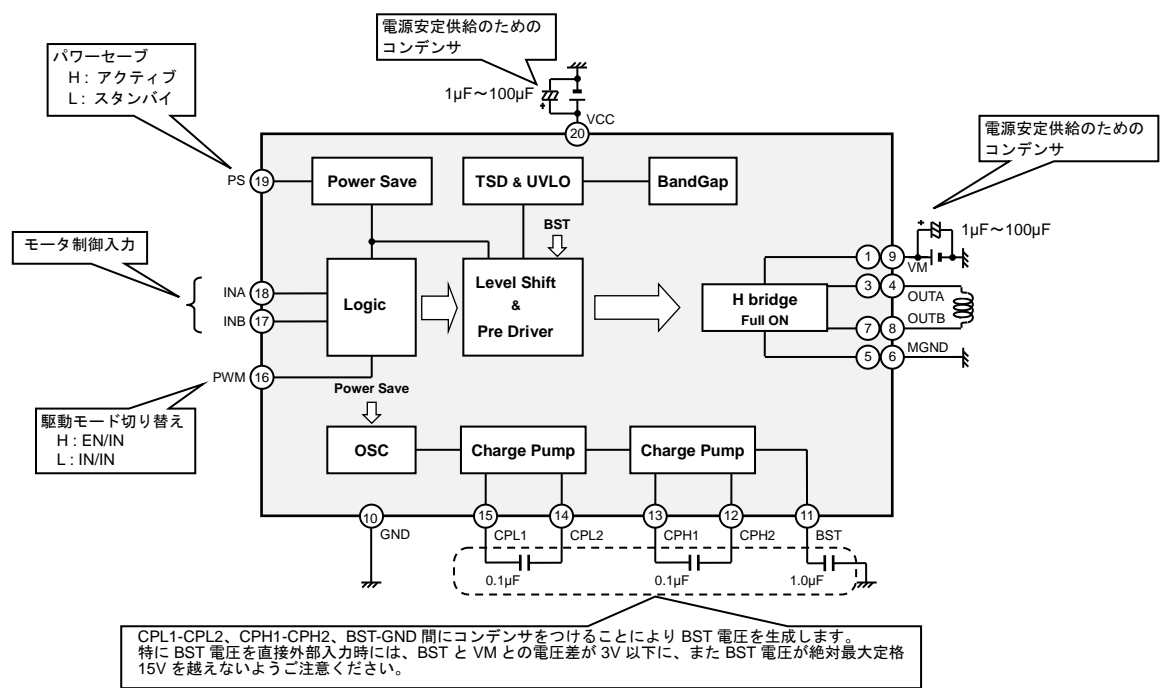 電源安定供給のための
コンデンサ
パワーセーブ
H : アクティブ
L : スタンバイ
1µF～100µF
+
VCC
20
電源安定供給のための
コンデンサ
PS
19
Power Save
TSD & UVLO
BandGap
BST
モータ制御入力
+
1µF～100µF
1
9
VM
INA
18
INB
17
Logic
Level Shift
&
Pre Driver
H bridge
Full ON
3
4
OUTA
OUTB
7
8
5
6
MGND
PWM
16
Power Save
駆動モード切り替え
H : EN/IN
L : IN/IN
OSC
Charge Pump
Charge Pump
10
GND
15
CPL1
14
CPL2
13
CPH1
12
CPH2
11
BST
0.1µF
0.1µF
1.0µF
CPL1-CPL2、CPH1-CPH2、BST-GND 間にコンデンサをつけることにより BST 電圧を生成します。
特に BST 電圧を直接外部入力時には、BST と VM との電圧差が 3V 以下に、また BST 電圧が絶対最大定格
15V を越えないようご注意ください。